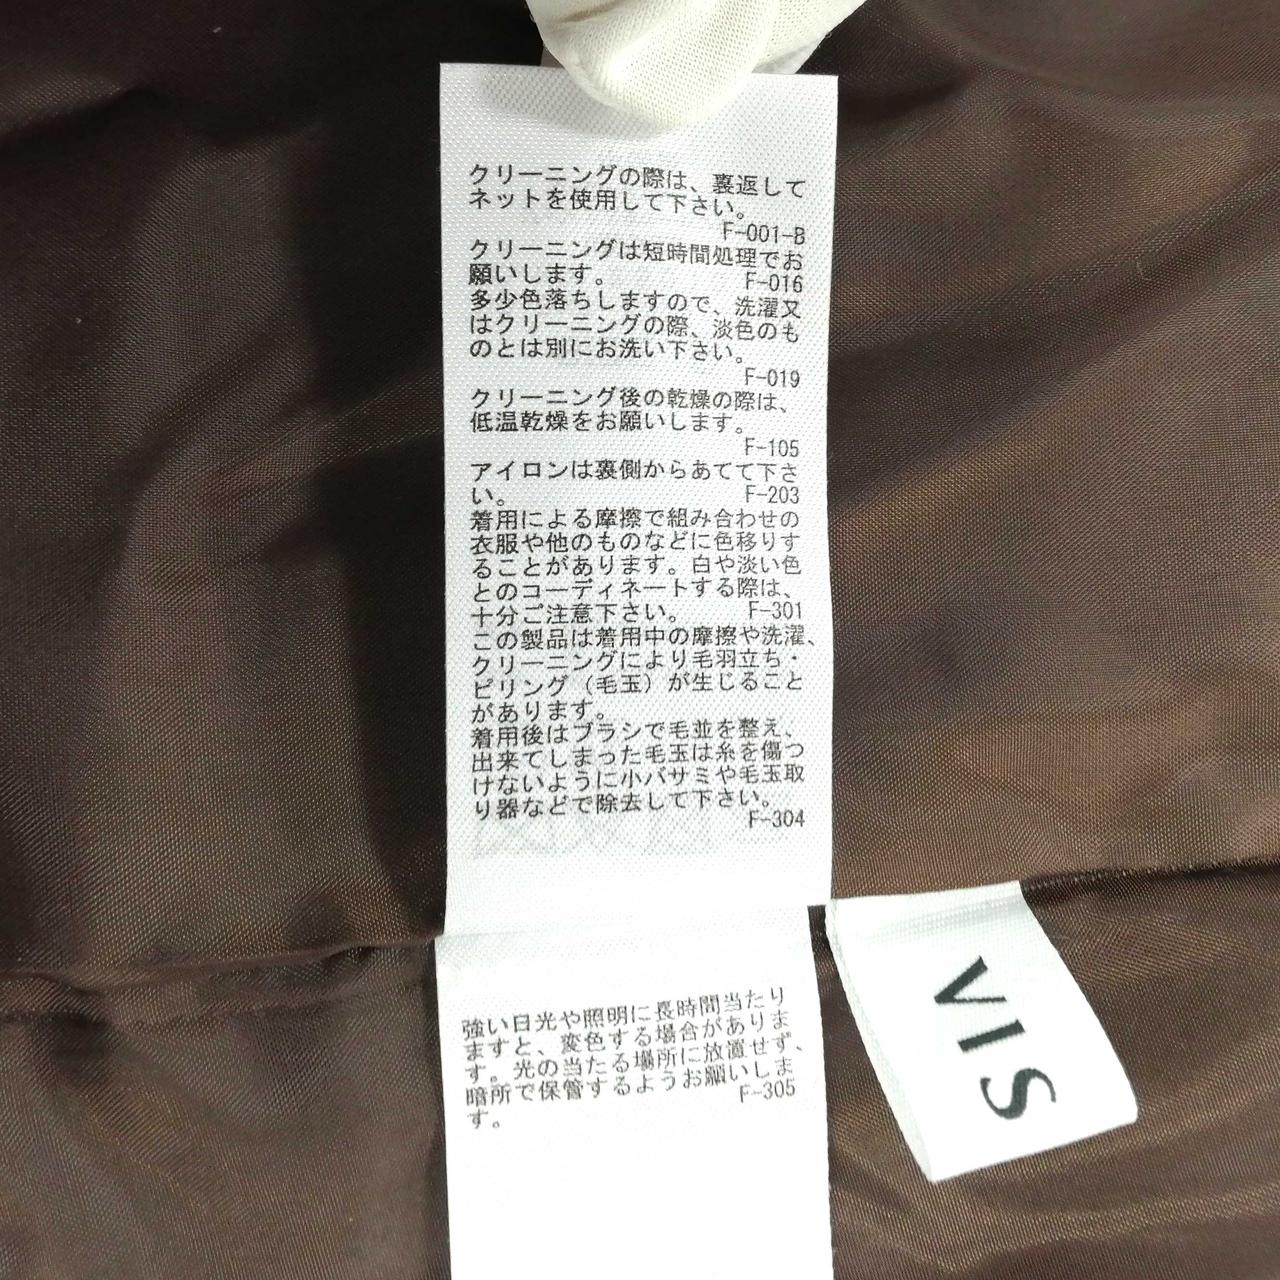 クリーニングの際は、裏返して
ネットを使用して下さい。
F-001-B
クリーニングは短時間処理でお
願いします。 F-016
多少色落ちしますので、洗濯又
はクリーニングの際、淡色のも
のとは別にお洗い下さい。
F-019
クリーニング後の乾燥の際は、
低温乾燥をお願いします。
F-105
アイロンは裏側からあてて下さ
い。 F-203
着用による摩擦で組み合わせの
衣服や他のものなどに色移りす
ることがあります。白や淡い色
とのコーディネートする際は、
十分ご注意下さい。 F-301
この製品は着用中の摩擦や洗濯、
クリーニングにより毛羽立ち・
ピリング（毛玉）が生じること
があります。
着用後はブラシで毛並を整え、
出来てしまった毛玉は糸を傷つ
けないように小バサミや毛玉取
り器などで除去して下さい。
F-304
強い日光や照明に長時間当たり
ますと、変色する場合がありま
す。光の当たる場所に放置せず、
暗所で保管するようお願いしま
す。 F-305
VIS